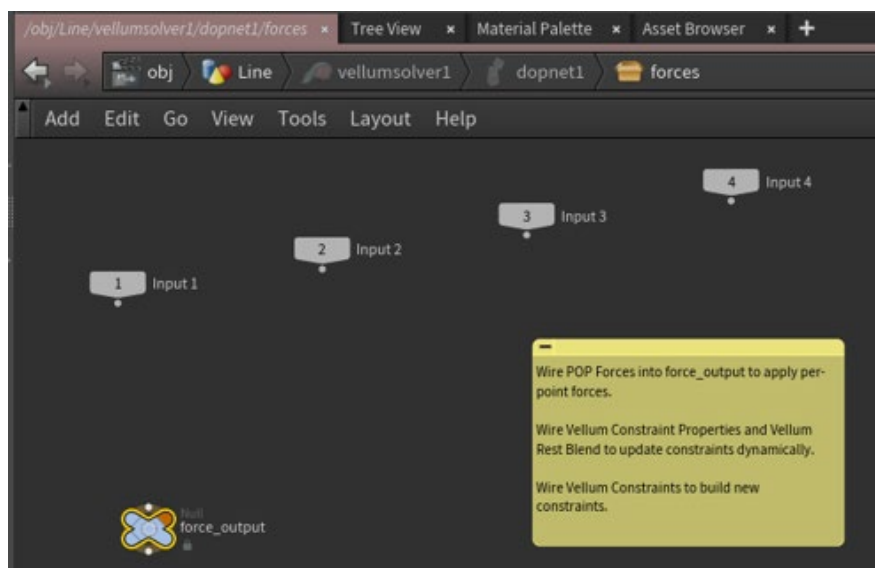 /obj/Line/vellumsolver1/dopnet1/forces × Tree View × Material Palette × Asset Browser × +
obj Line vellumsolver1 dopnet1 forces
Add Edit Go View Tools Layout Help
4 Input 4
3 Input 3
2 Input 2
1 Input 1
Wire POP Forces into force_output to apply per-
point forces.
Wire Vellum Constraint Properties and Vellum
Rest Blend to update constraints dynamically.
Wire Vellum Constraints to build new
constraints.
Null
force_output